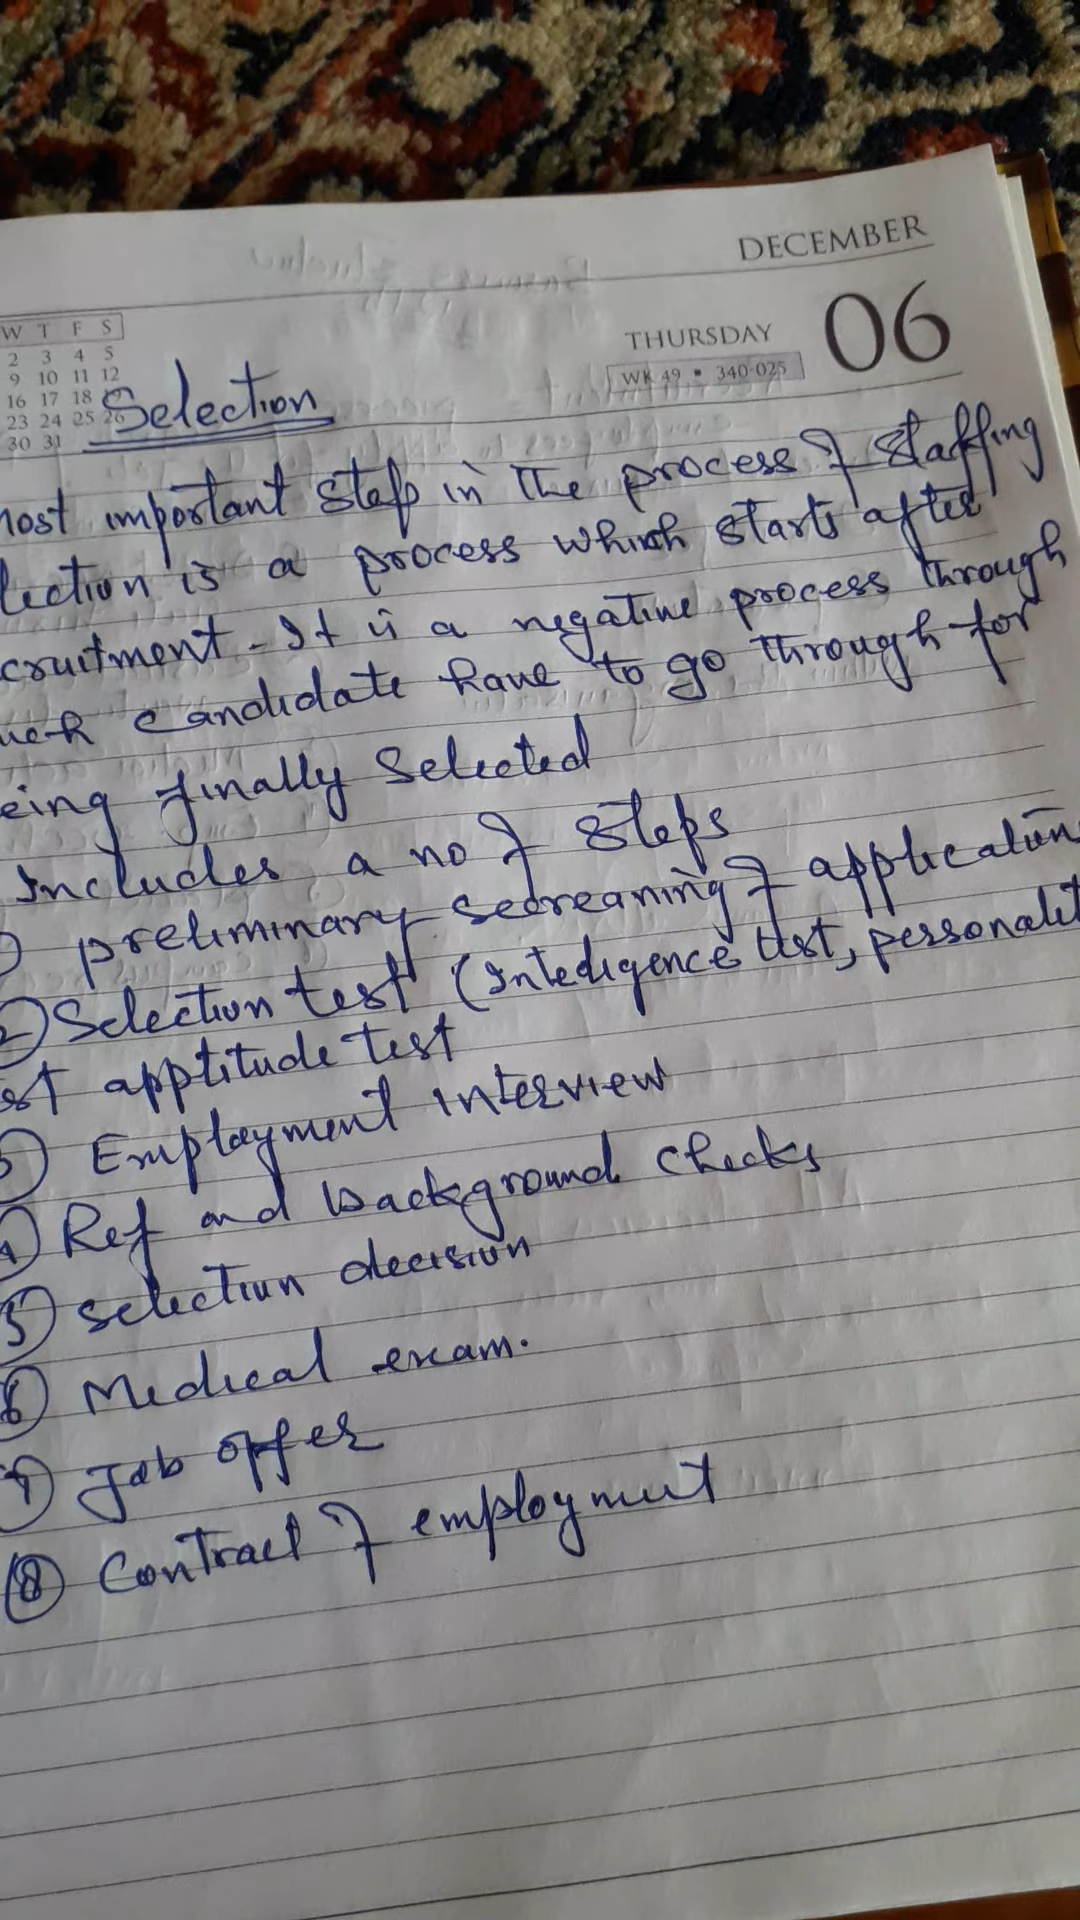 DECEMBER
THURSDAY 06
WK 49 • 340-025
W T F S
2 3 4 5
9 10 11 12
16 17 18
23 24 25 26
30 31
Selection
most important step in The process of Staffing
lection is a process which starts after
cruitment - It is a negative process through
candidate have to go through for
eing finally Selected
Includes a no of steps
preliminary secreaning of application
2 Selection test (Intelligence test, personalit
st apptitude test
3 Employment interview
4 Ref and background checks
5 selection decision
6 Medical exam.
7 Job offer
8 Contract of employment